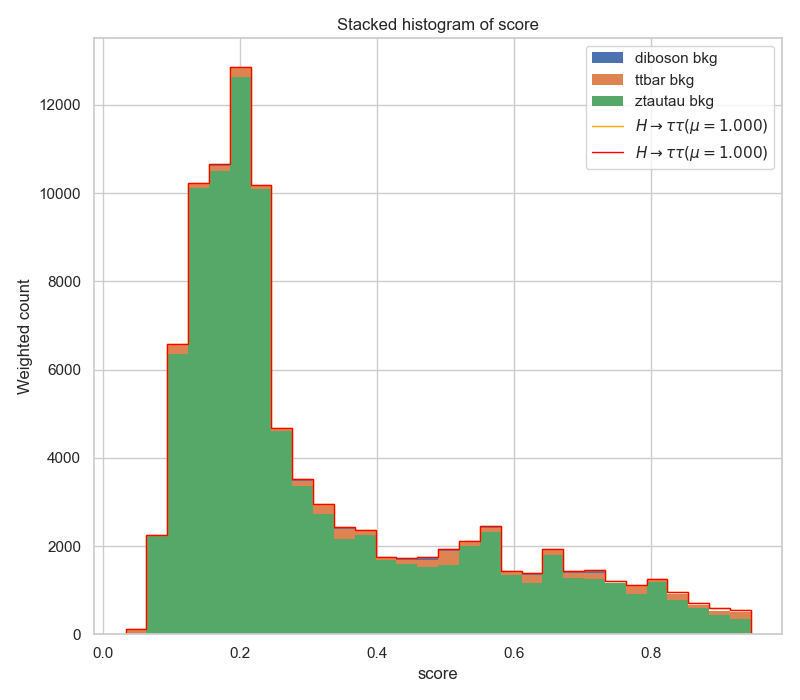 Stacked histogram of score
diboson bkg
ttbar bkg
ztautau bkg
H → ττ(μ = 1.000)
H → ττ(μ = 1.000)
12000
10000
8000
6000
4000
2000
0
Weighted count
0.0 0.2 0.4 0.6 0.8
score